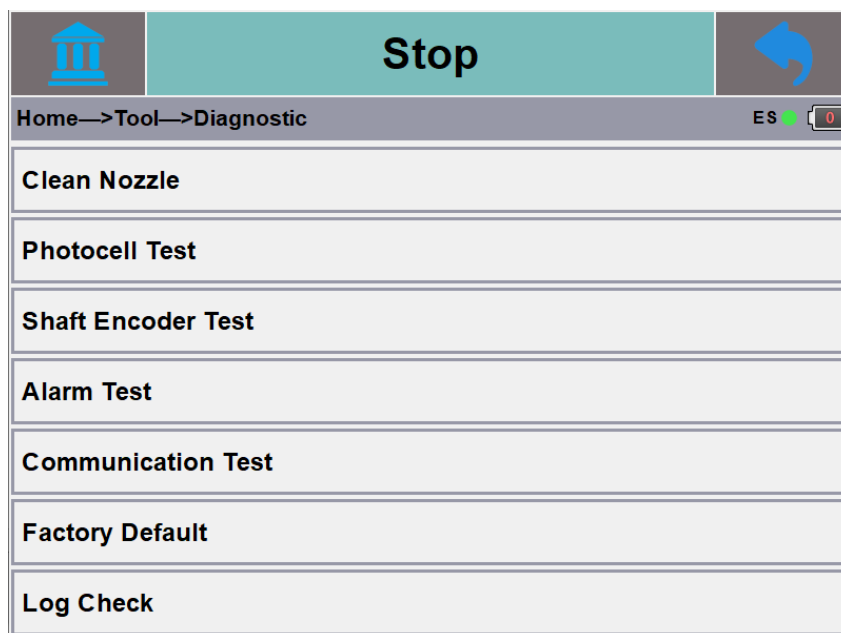 Stop
Home—>Tool—>Diagnostic ES 0
Clean Nozzle
Photocell Test
Shaft Encoder Test
Alarm Test
Communication Test
Factory Default
Log Check